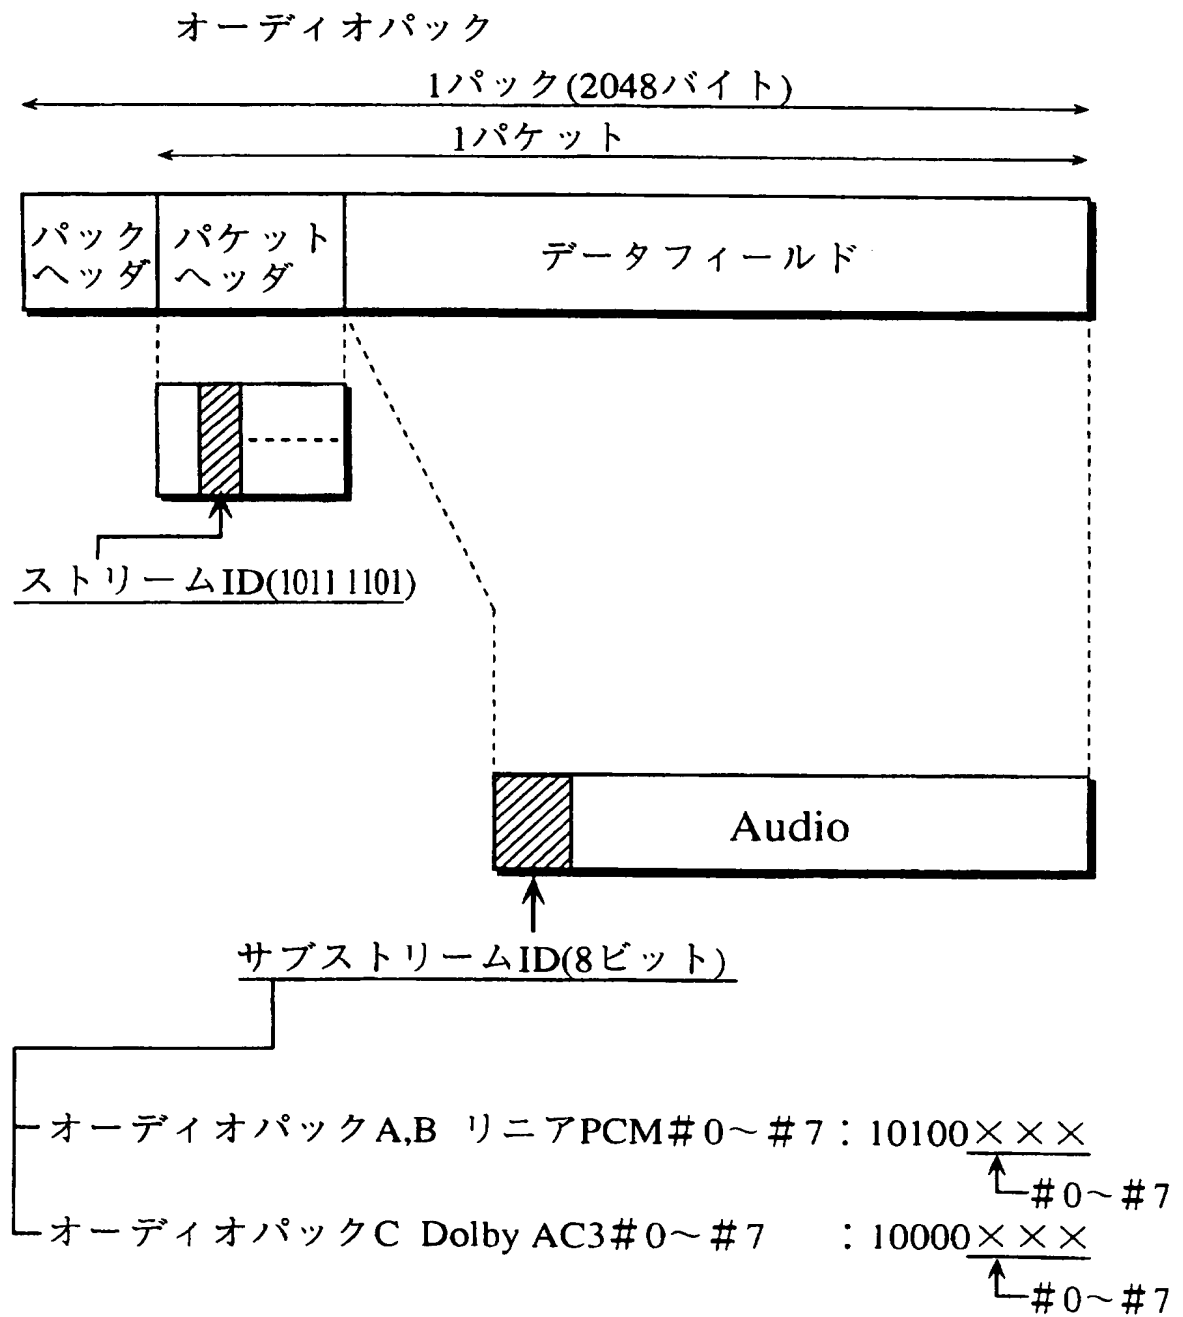 オーディオパック
1パック(2048バイト)
1パケット
パック
ヘッダ
パケット
ヘッダ
データフィールド
ストリームID(1011 1101)
Audio
サブストリームID(8ビット)
オーディオパックA,B リニアPCM#0〜#7:10100×××
#0〜#7
オーディオパックC Dolby AC3#0〜#7 :10000×××
#0〜#7